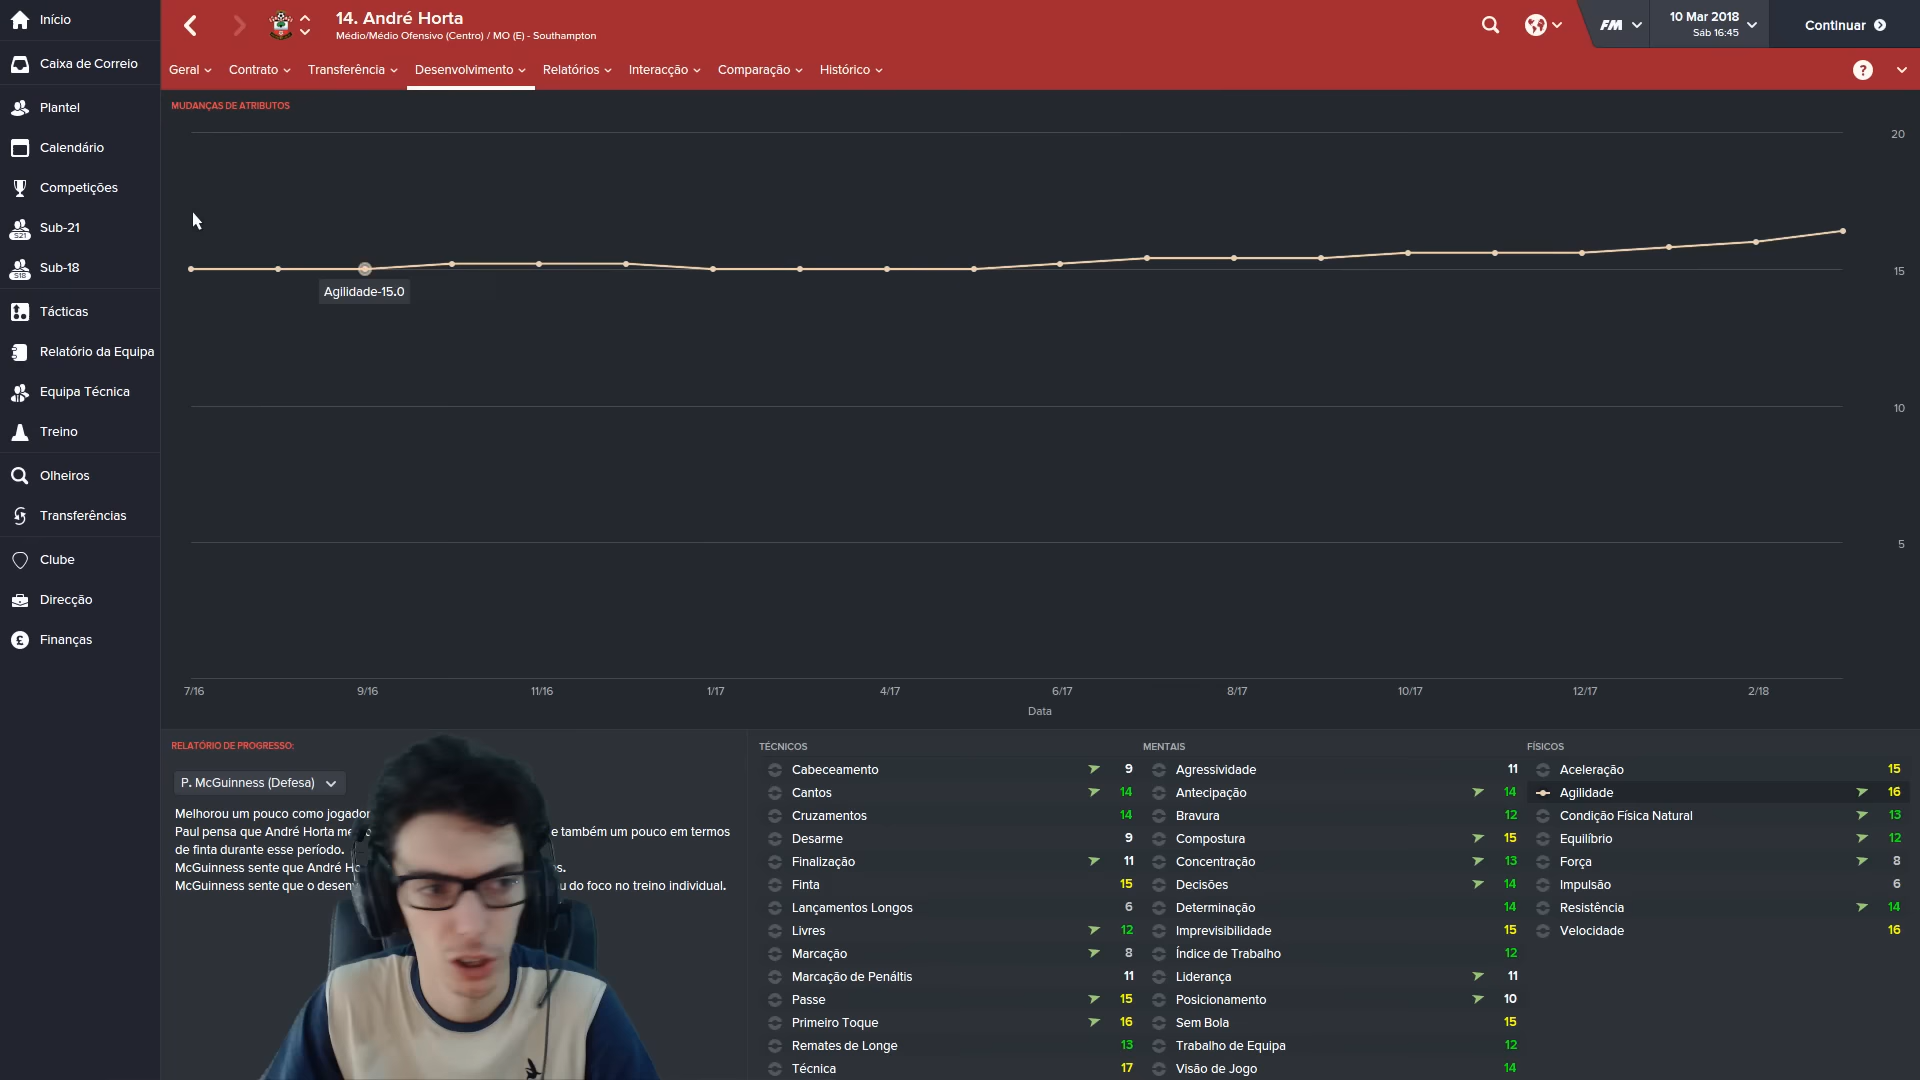 Início
Caixa de Correio
Plantel
Calendário
Competições
Sub-21
Sub-18
Tácticas
Relatório da Equipa
Equipa Técnica
Treino
Olheiros
Transferências
Clube
Direcção
Finanças
14. André Horta
Médio/Médio Ofensivo (Centro) / MO (E) - Southampton
FM
10 Mar 2018
Sáb 16:45
Continuar
Geral
Contrato
Transferência
Desenvolvimento
Relatórios
Interacção
Comparação
Histórico
?
MUDANÇAS DE ATRIBUTOS
20
15
10
5
Agilidade-15.0
7/16 9/16 11/16 1/17 4/17 6/17 8/17 10/17 12/17 2/18
Data
RELATÓRIO DE PROGRESSO:
P. McGuinness (Defesa)
Melhorou um pouco como jogador
Paul pensa que André Horta e também um pouco em termos
de finta durante esse período.
McGuinness sente que André
McGuinness sente que o do foco no treino individual.
TÉCNICOS
Cabeceamento 9
Cantos 14
Cruzamentos 14
Desarme 9
Finalização 11
Finta 15
Lançamentos Longos 6
Livres 12
Marcação 8
Marcação de Penáltis 11
Passe 15
Primeiro Toque 16
Remates de Longe 13
Técnica 17
MENTAIS
Agressividade 11
Antecipação 14
Bravura 12
Compostura 15
Concentração 13
Decisões 14
Determinação 14
Imprevisibilidade 15
Índice de Trabalho 12
Liderança 11
Posicionamento 10
Sem Bola 15
Trabalho de Equipa 12
Visão de Jogo 14
FÍSICOS
Aceleração 15
Agilidade 16
Condição Física Natural 13
Equilíbrio 12
Força 8
Impulsão 6
Resistência 14
Velocidade 16